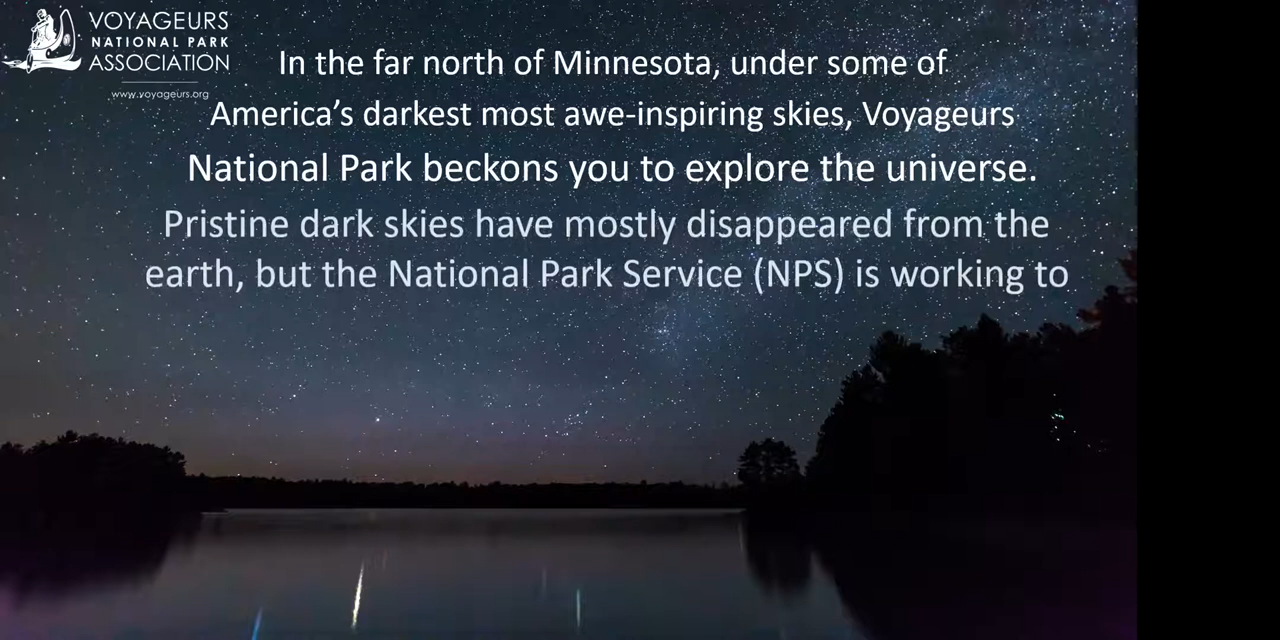 VOYAGEURS
NATIONAL PARK
ASSOCIATION
www.voyageurs.org
In the far north of Minnesota, under some of
America’s darkest most awe-inspiring skies, Voyageurs
National Park beckons you to explore the universe.
Pristine dark skies have mostly disappeared from the
earth, but the National Park Service (NPS) is working to